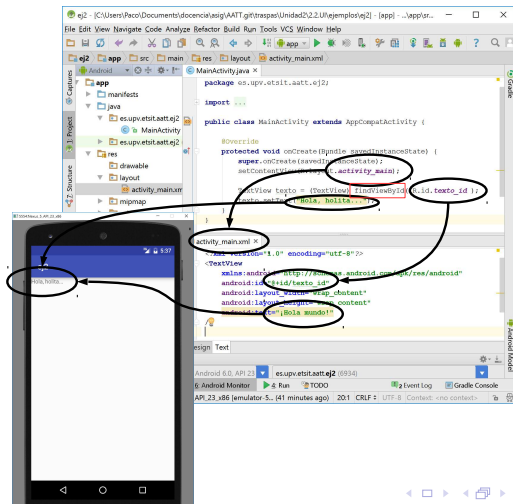 ej2 - [C:\Users\Paco\Documents\docencia\asig\AATT.git\traspas\Unidad2\2.2.UI\ejemplos\ej2] - [app] - ...\app\sr...
File Edit View Navigate Code Analyze Refactor Build Run Tools VCS Window Help
app
ej2 app src main res layout activity_main.xml
Android
MainActivity.java ×
Captures
1: Project
Structure
Gradle
Android Model
app
manifests
java
es.upv.etsit.aatt.ej2
MainActivity
es.upv.etsit.aatt.ej2
res
drawable
layout
activity_main.xm
mipmap
package es.upv.etsit.aatt.ej2;
import ...
public class MainActivity extends AppCompatActivity {
@Override
protected void onCreate(Bundle savedInstanceState) {
super.onCreate(savedInstanceState);
activity_main);
TextView texto = (TextView) findViewById( R.id.texto_id );
"Hola, holita..."
}
activity_main.xml ×
<?xml version="1.0" encoding="utf-8"?>
<TextView
xmlns:android="http://schemas.android.com/apk/res/android"
android:id="@+id/texto_id"
android:layout_width="wrap_content"
android:layout_height="wrap_content"
android:text="¡Hola mundo!"
/>
esign Text
5:37
Hola, holita...
Android 6.0, API 23 es.upv.etsit.aatt.ej2 (6934)
6: Android Monitor 4: Run TODO 2 Event Log Gradle Console
API_23_x86 [emulator-5... (41 minutes ago) 20:1 CRLF UTF-8 Context: <no context>